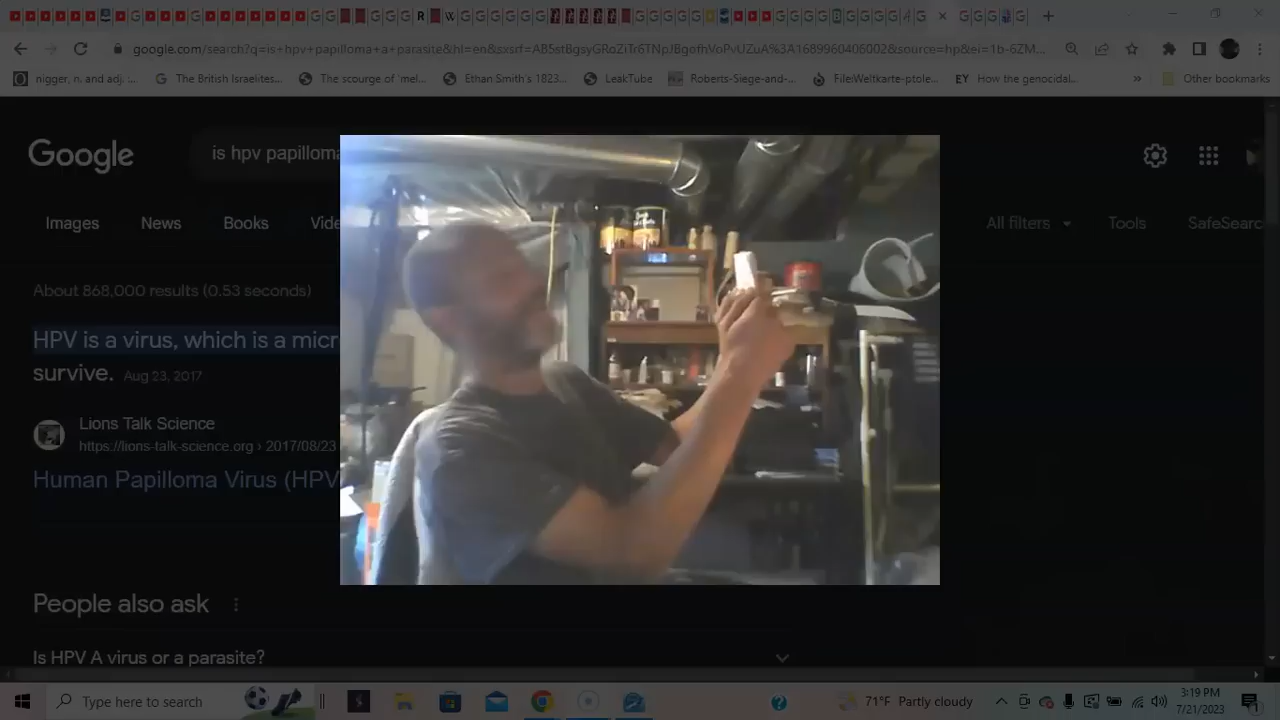 google.com/search?q=is+hpv+papilloma+a+parasite&hl=en&sxsrf=AB5stBgsyGRoZiTr6TNpJBgofhVoPvUZuA%3A1689960406002&source=hp&ei=1b-6ZM...
nigger, n. and adj. :...
The British Israelites...
The scourge of 'mel...
Ethan Smith's 1823...
LeakTube
Roberts-Siege-and-...
File:Weltkarte-ptole...
EY How the genocidal...
»
Other bookmarks
Google
is hpv papilloma
Images
News
Books
Vide
All filters
Tools
SafeSearc
About 868,000 results (0.53 seconds)
HPV is a virus, which is a micr
survive. Aug 23, 2017
Lions Talk Science
https://lions-talk-science.org › 2017/08/23
Human Papilloma Virus (HPV
People also ask
Is HPV A virus or a parasite?
Type here to search
71°F Partly cloudy
3:19 PM
7/21/2023